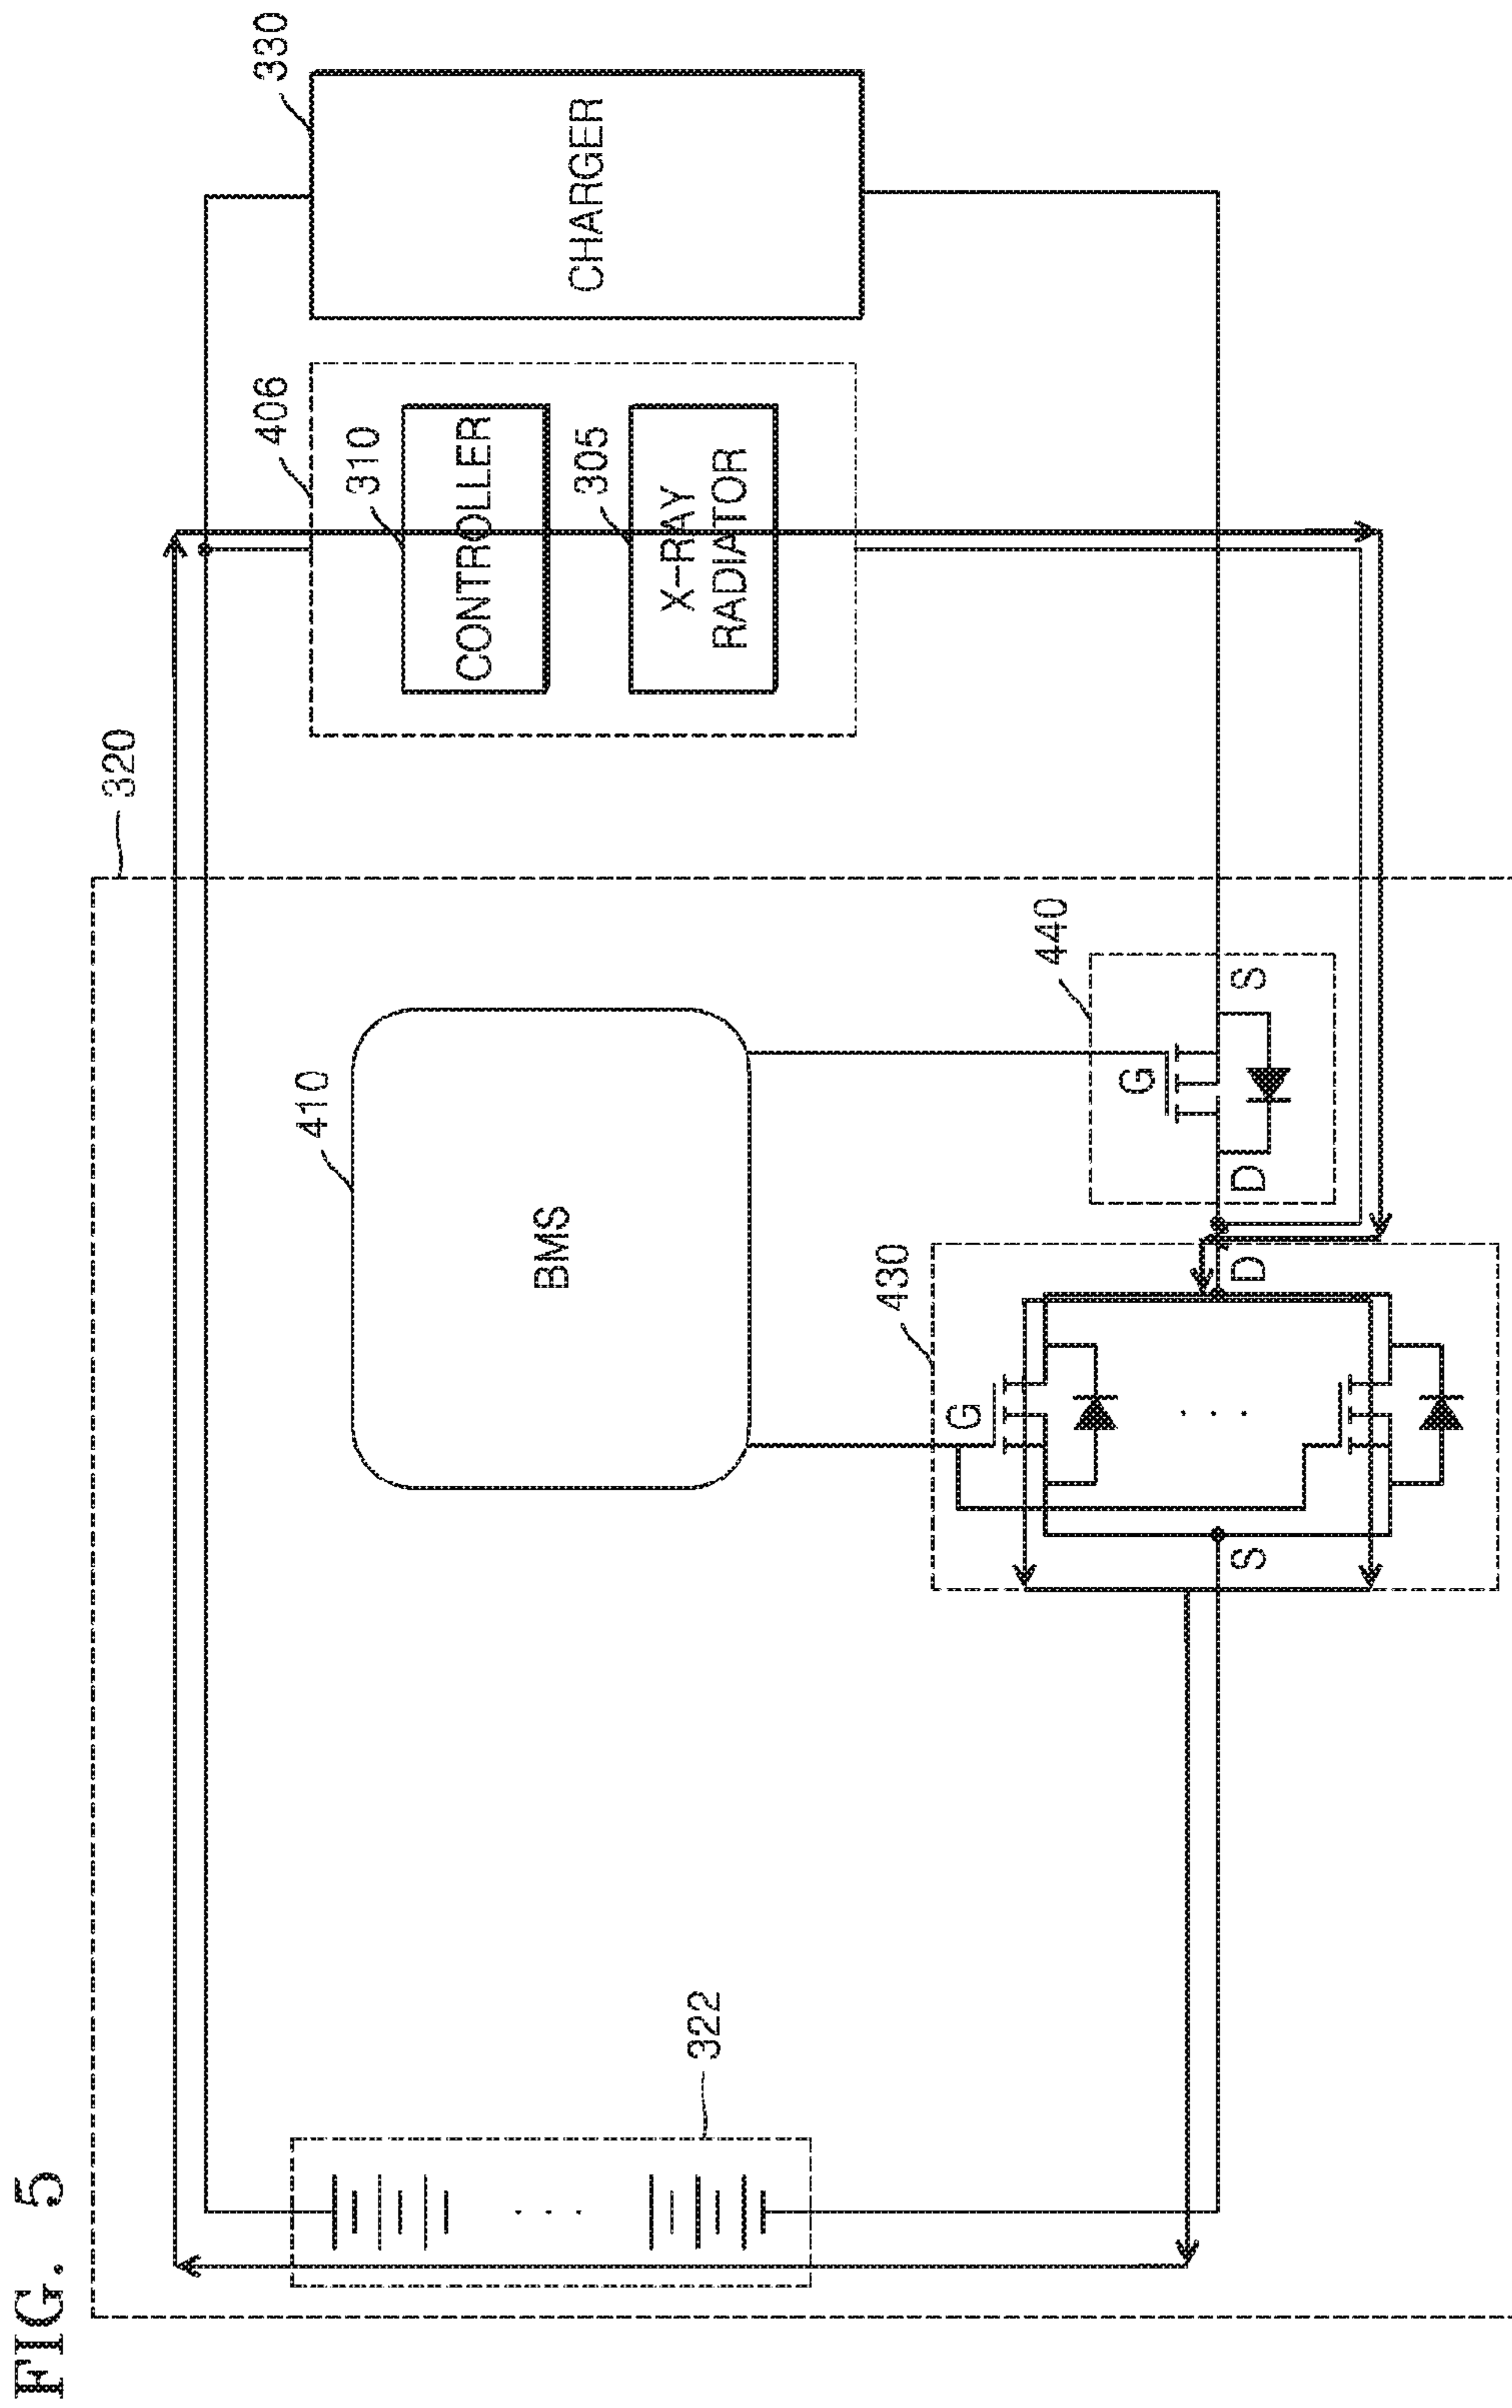 FIG. 5
320
322
410
BMS
430
G
D
S
. . .
440
G
D
S
406
310
CONTROLLER
305
X-RAY
RADIATOR
330
CHARGER